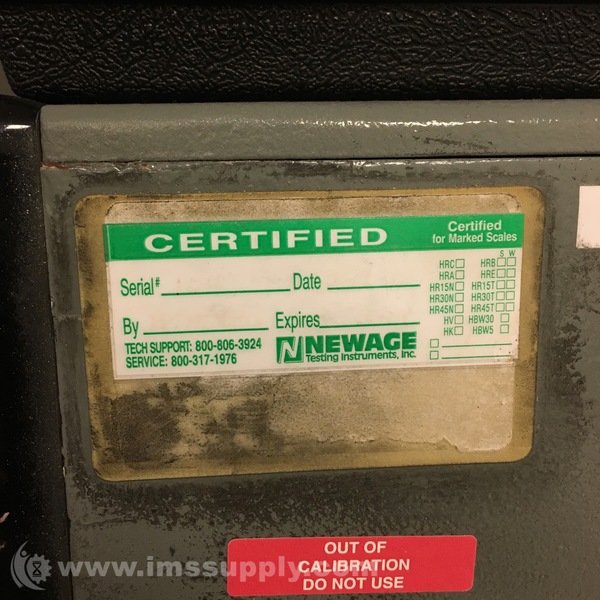 CERTIFIED
Certified
for Marked Scales
S W
Serial# Date
HRC HRB
HRA HRE
HR15N HR15T
HR30N HR30T
HR45N HR45T
HV HBW30
HK HBW5
By Expires
TECH SUPPORT: 800-806-3924
SERVICE: 800-317-1976
N NEWAGE
Testing Instruments, Inc.
OUT OF
CALIBRATION
DO NOT USE
www.imssupply.com